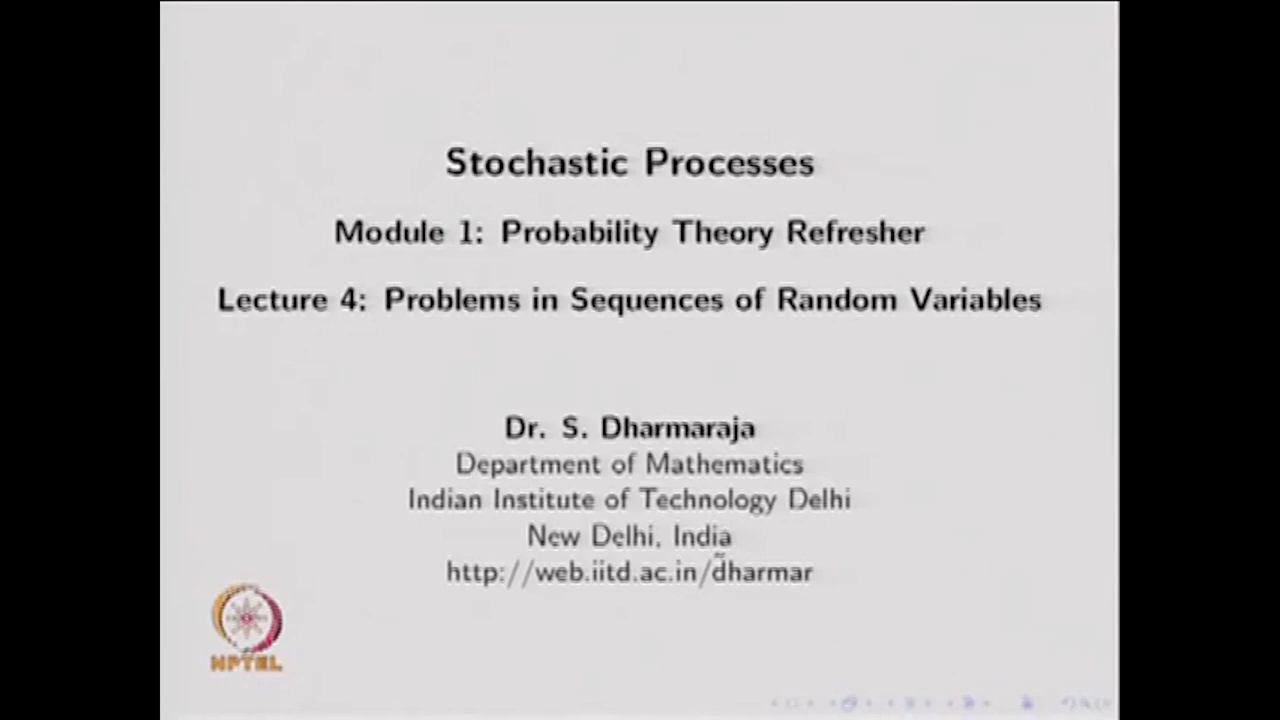 Stochastic Processes
Module 1: Probability Theory Refresher
Lecture 4: Problems in Sequences of Random Variables
Dr. S. Dharmaraja
Department of Mathematics
Indian Institute of Technology Delhi
New Delhi, India
http://web.iitd.ac.in/d̃harmar
NPTEL